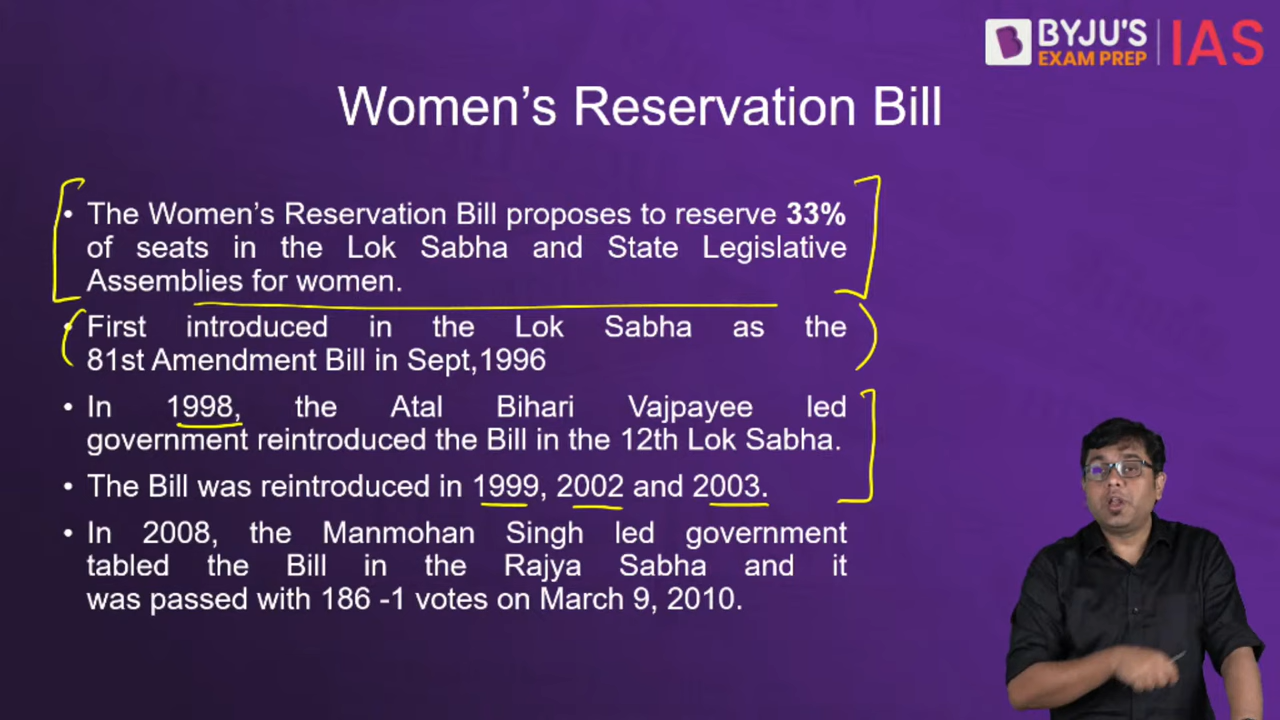 BYJU'S
EXAM PREP
IAS
Women's Reservation Bill
• The Women's Reservation Bill proposes to reserve 33%
of seats in the Lok Sabha and State Legislative
Assemblies for women.
• First introduced in the Lok Sabha as the
81st Amendment Bill in Sept,1996
• In 1998, the Atal Bihari Vajpayee led
government reintroduced the Bill in the 12th Lok Sabha.
• The Bill was reintroduced in 1999, 2002 and 2003.
• In 2008, the Manmohan Singh led government
tabled the Bill in the Rajya Sabha and it
was passed with 186 -1 votes on March 9, 2010.